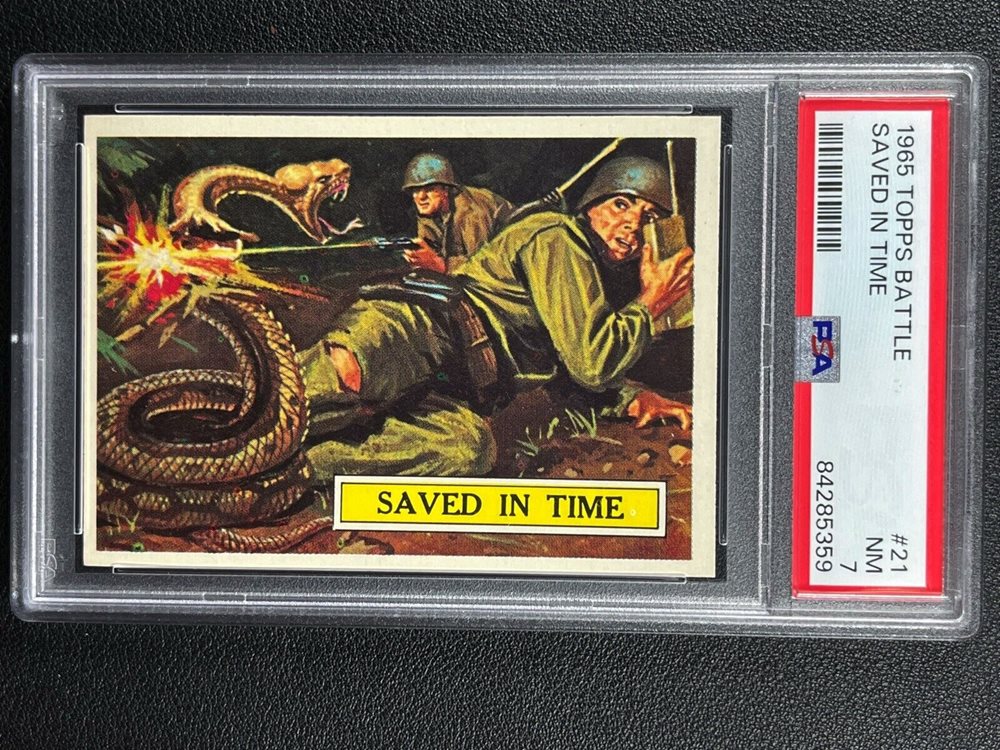 SAVED IN TIME
1965 TOPPS BATTLE
SAVED IN TIME
#21
NM
7
84285359
PSA